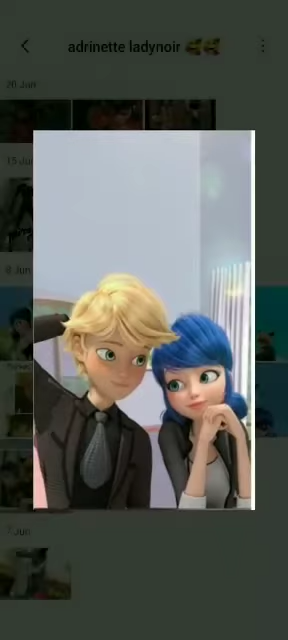 adrinette ladynoir 🥰🥰
20 Jun
15 Jun
8 Jun
7 Jun